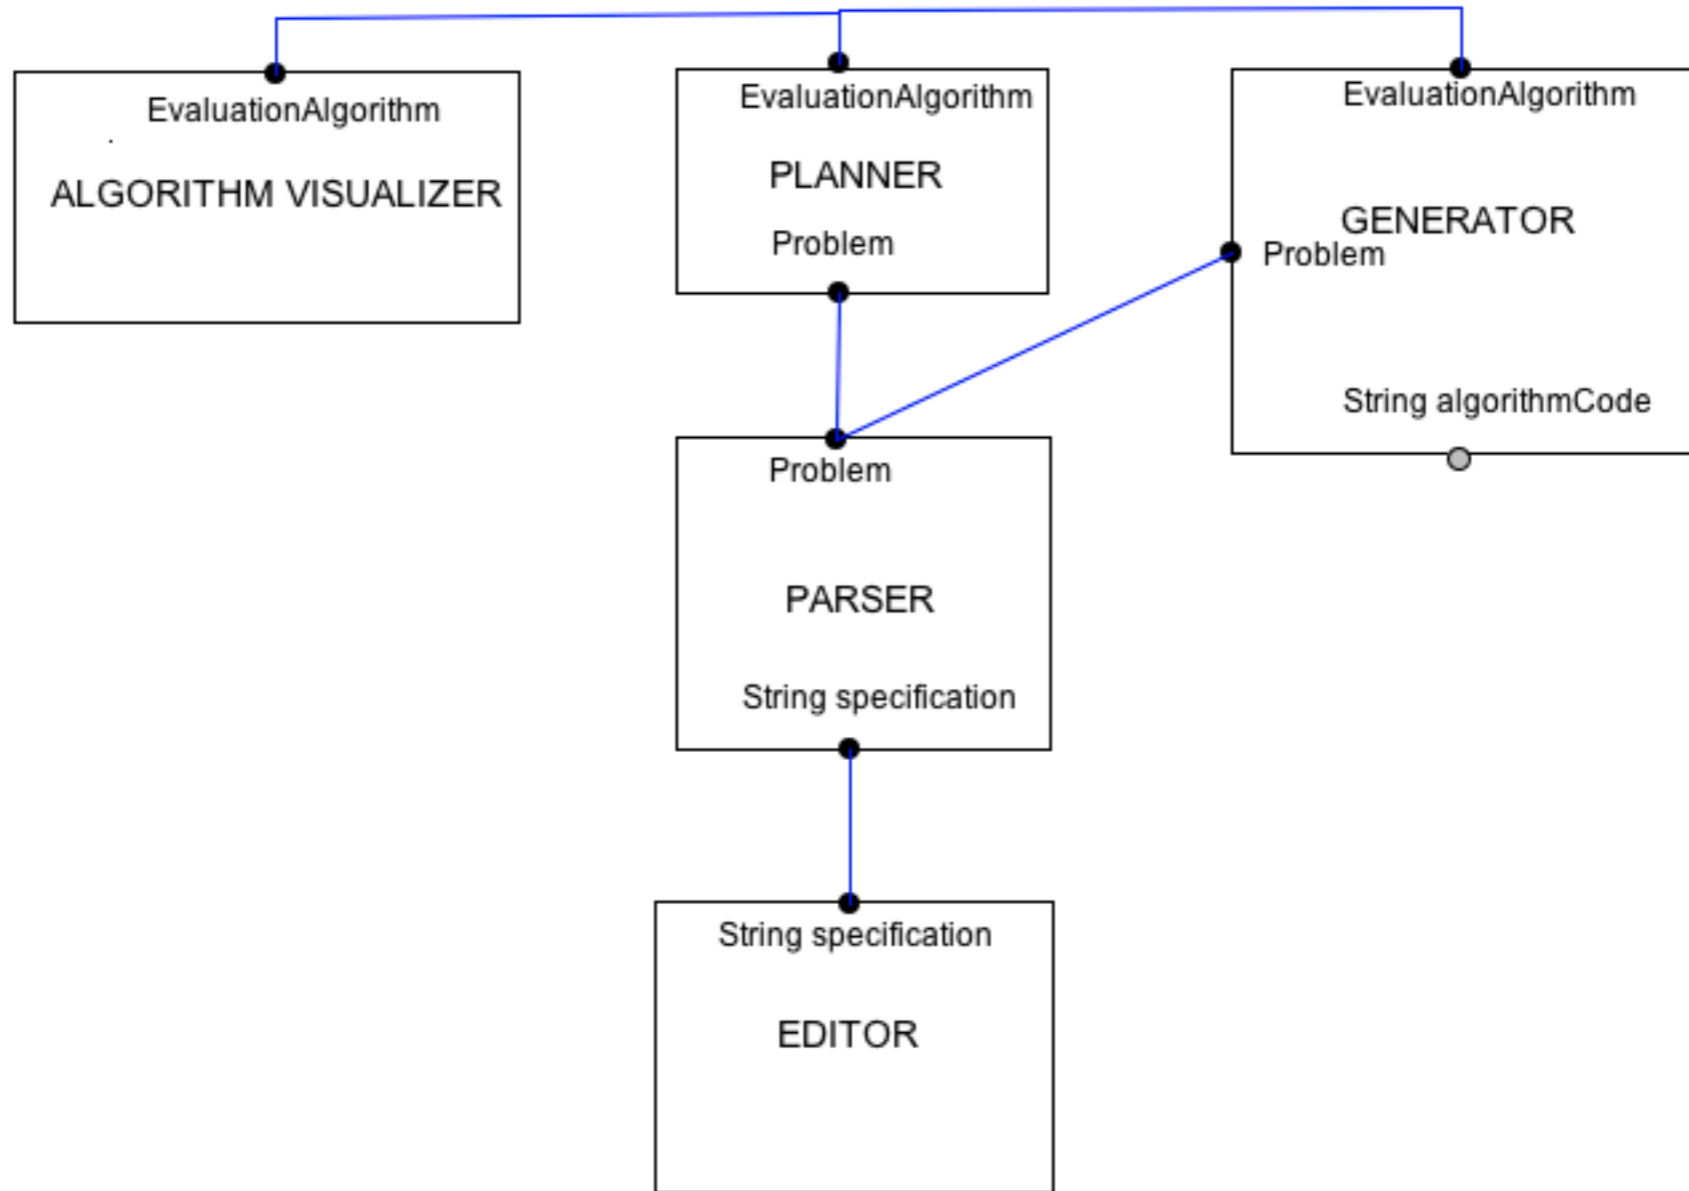 EvaluationAlgorithm
ALGORITHM VISUALIZER
EvaluationAlgorithm
PLANNER
Problem
EvaluationAlgorithm
GENERATOR
Problem
String algorithmCode
Problem
PARSER
String specification
String specification
EDITOR